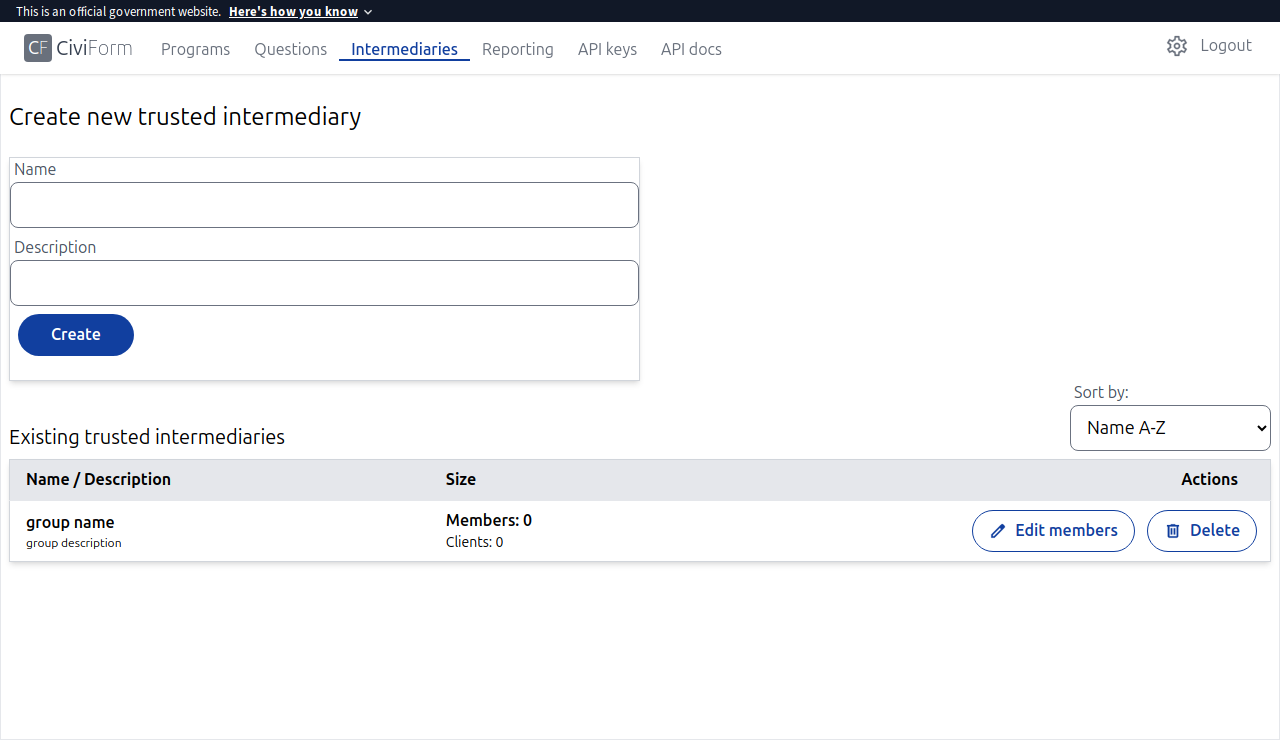 This is an official government website. Here's how you know
CF CiviForm Programs Questions Intermediaries Reporting API keys API docs Logout
Create new trusted intermediary
Name
Description
Create
Sort by:
Existing trusted intermediaries
Name A-Z
Name / Description Size Actions
group name Members: 0 Edit members Delete
group description Clients: 0